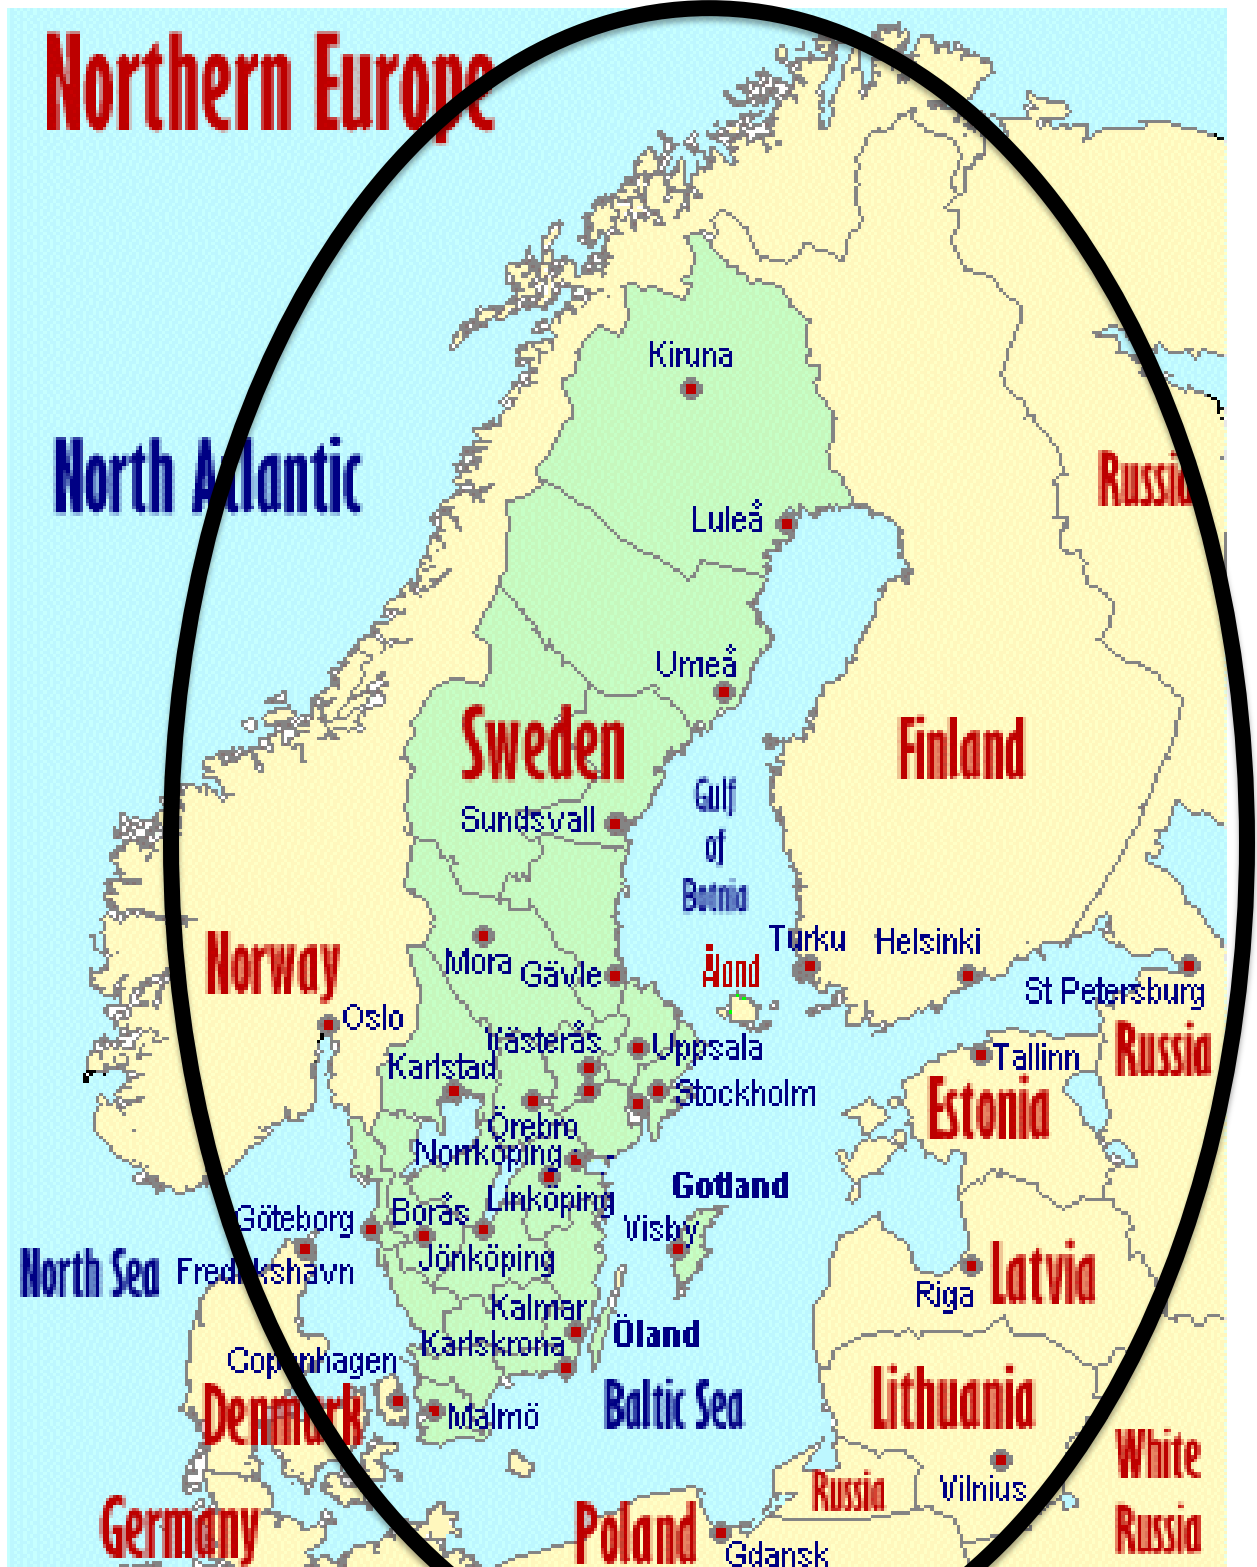 Northern Europe
Kiruna
North Atlantic
Russia
Luleå
Umeå
Sweden
Finland
Gulf
of
Botnia
Sundsvall
Turku
Helsinki
Norway
Mora
Gävle
Åland
St Petersburg
Oslo
Västerås
Uppsala
Tallinn
Russia
Karlstad
Stockholm
Estonia
Örebro
Norrköping
Linköping
Gotland
Göteborg
Borås
Visby
North Sea
Fredrikshavn
Jönköping
Riga
Latvia
Kalmar
Öland
Karlskrona
Copenhagen
Denmark
Malmö
Baltic Sea
Lithuania
White
Russia
Vilnius
Russia
Germany
Poland
Gdansk